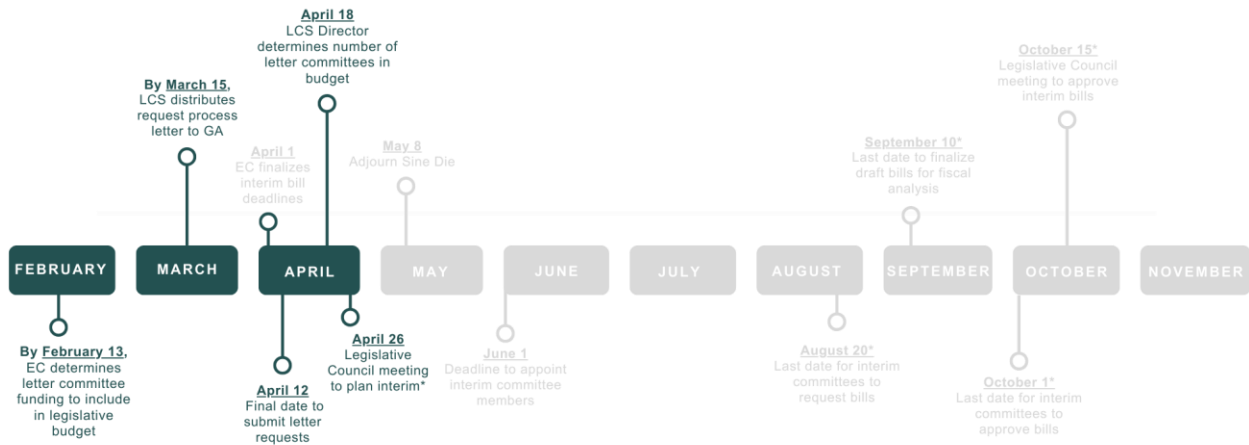 April 18
LCS Director
determines number of
letter committees in
budget
October 15*
Legislative Council
meeting to approve
interim bills
By March 15,
LCS distributes
request process
letter to GA
April 1
EC finalizes
interim bill
deadlines
May 8
Adjourn Sine Die
September 10*
Last date to finalize
draft bills for fiscal
analysis
FEBRUARY
MARCH
APRIL
MAY
JUNE
JULY
AUGUST
SEPTEMBER
OCTOBER
NOVEMBER
By February 13,
EC determines
letter committee
funding to include
in legislative
budget
April 12
Final date to
submit letter
requests
April 26
Legislative
Council meeting
to plan interim*
June 1
Deadline to appoint
interim committee
members
August 20*
Last date for interim
committees to
request bills
October 1*
Last date for interim
committees to
approve bills